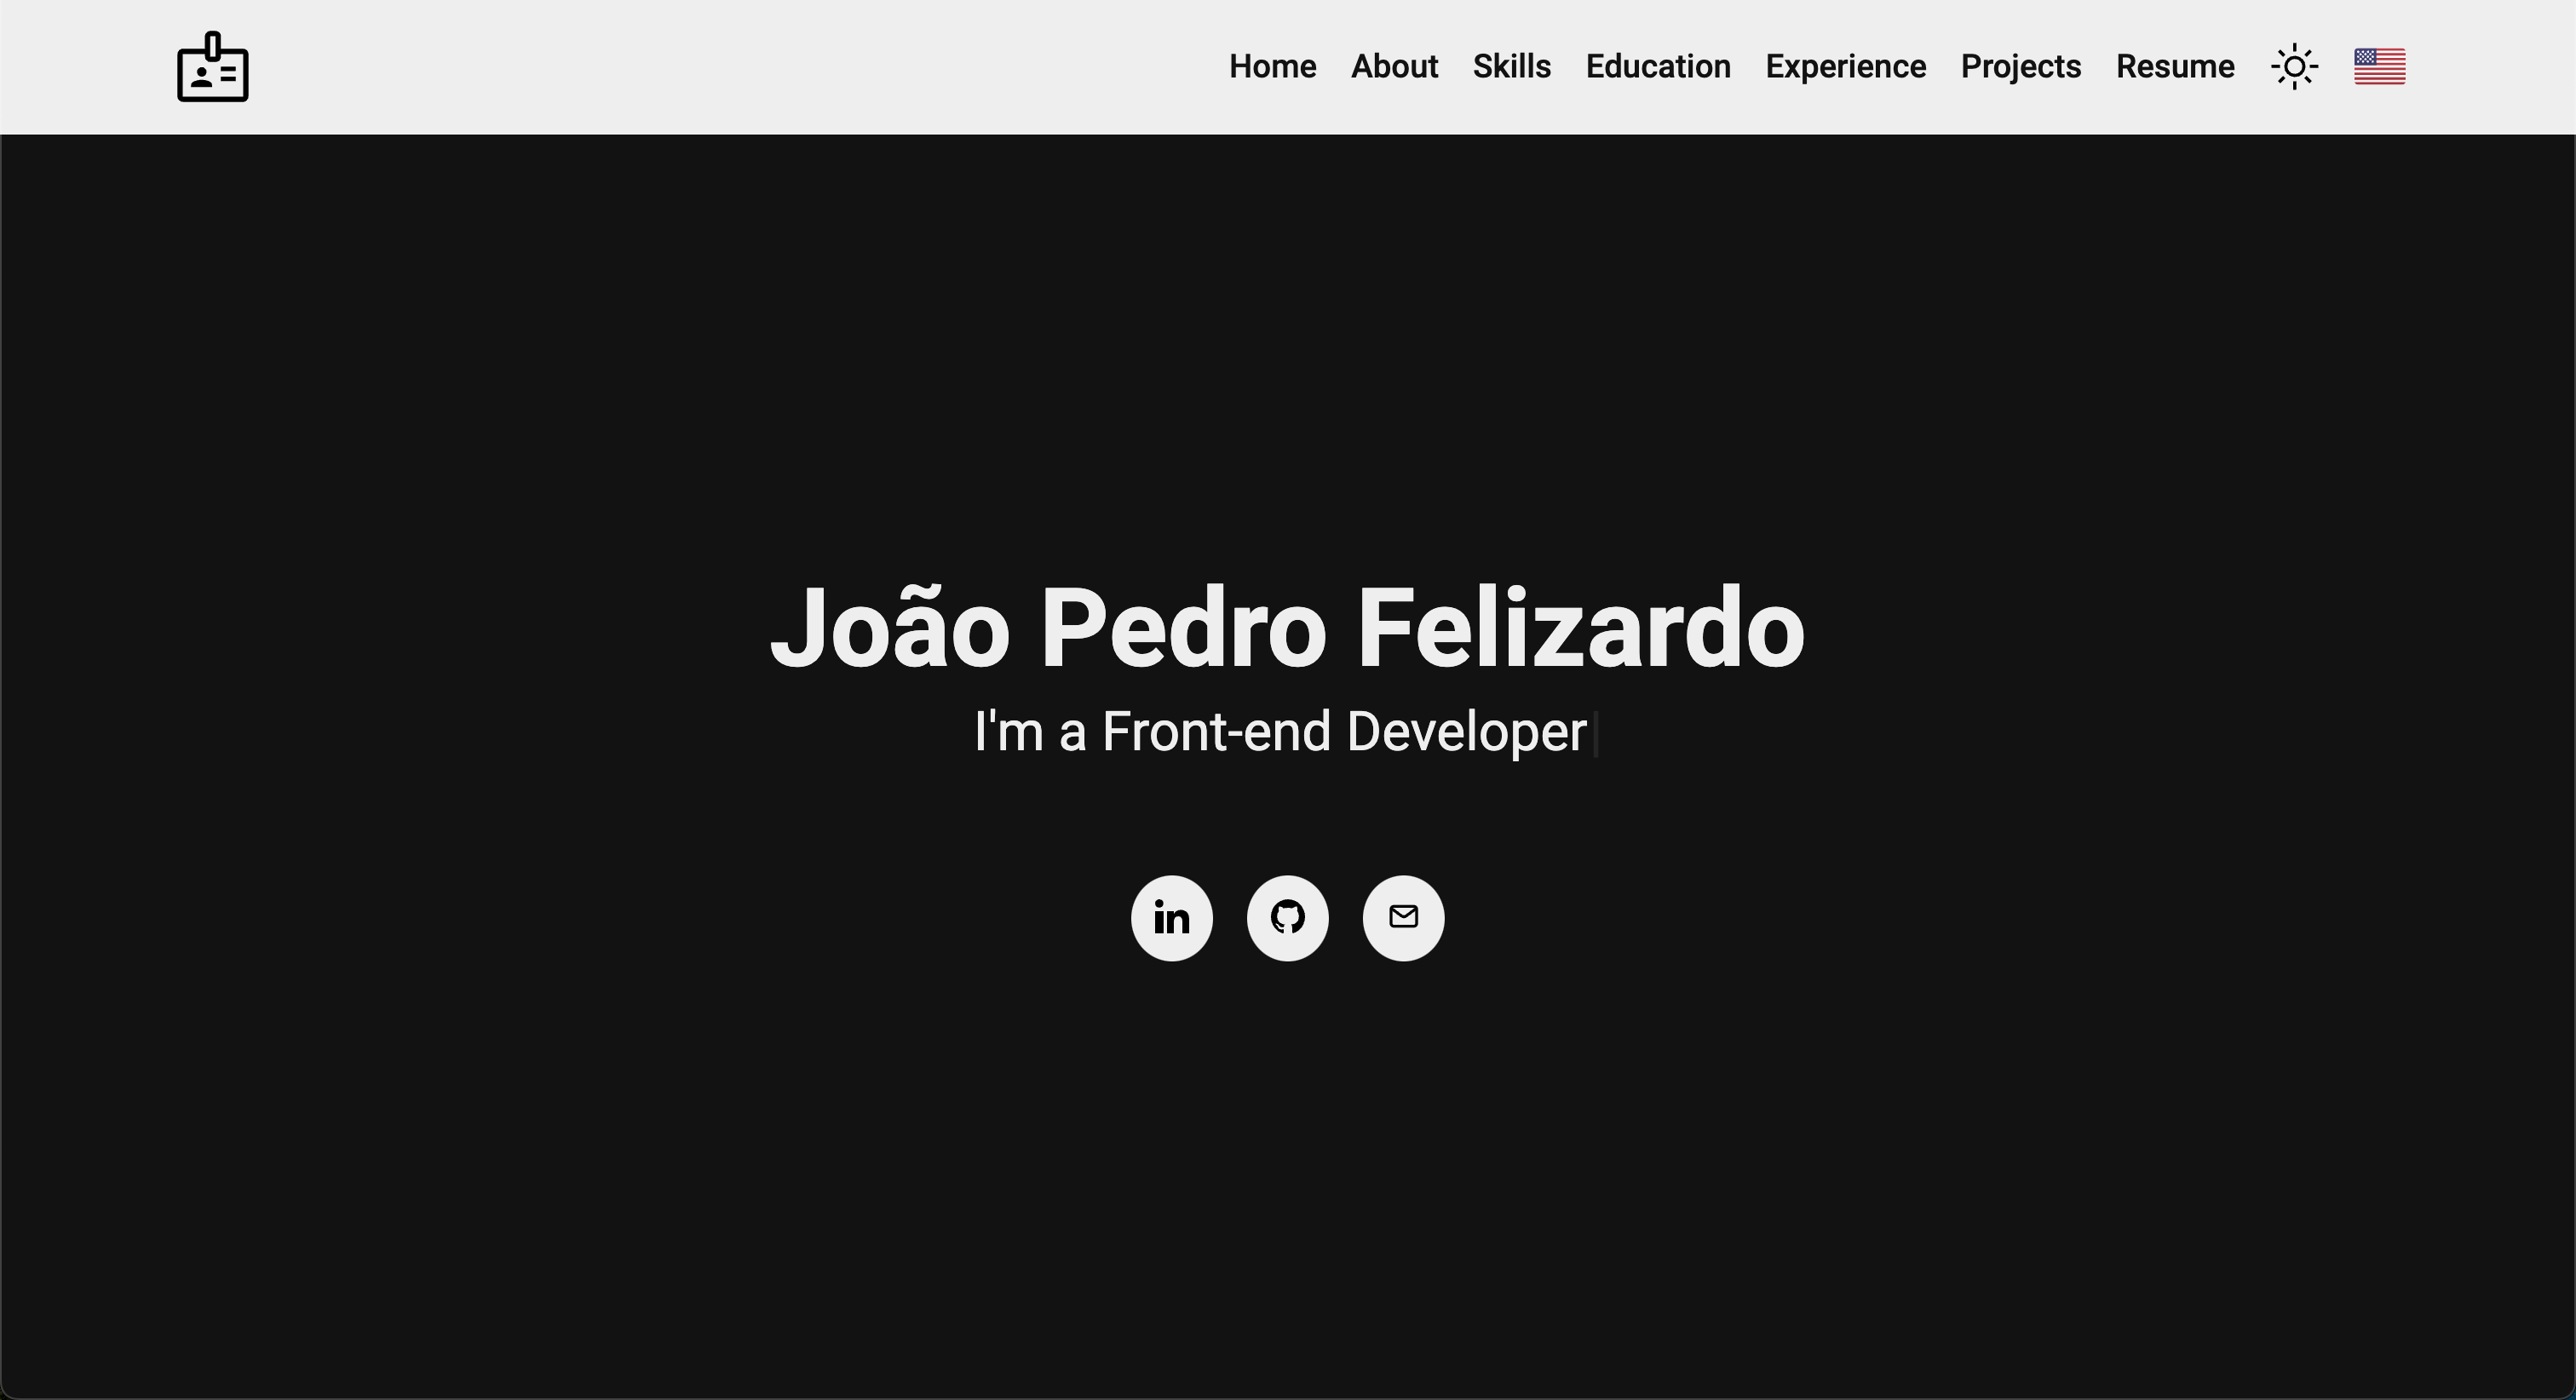 Home About Skills Education Experience Projects Resume
João Pedro Felizardo
I'm a Front-end Developer
in